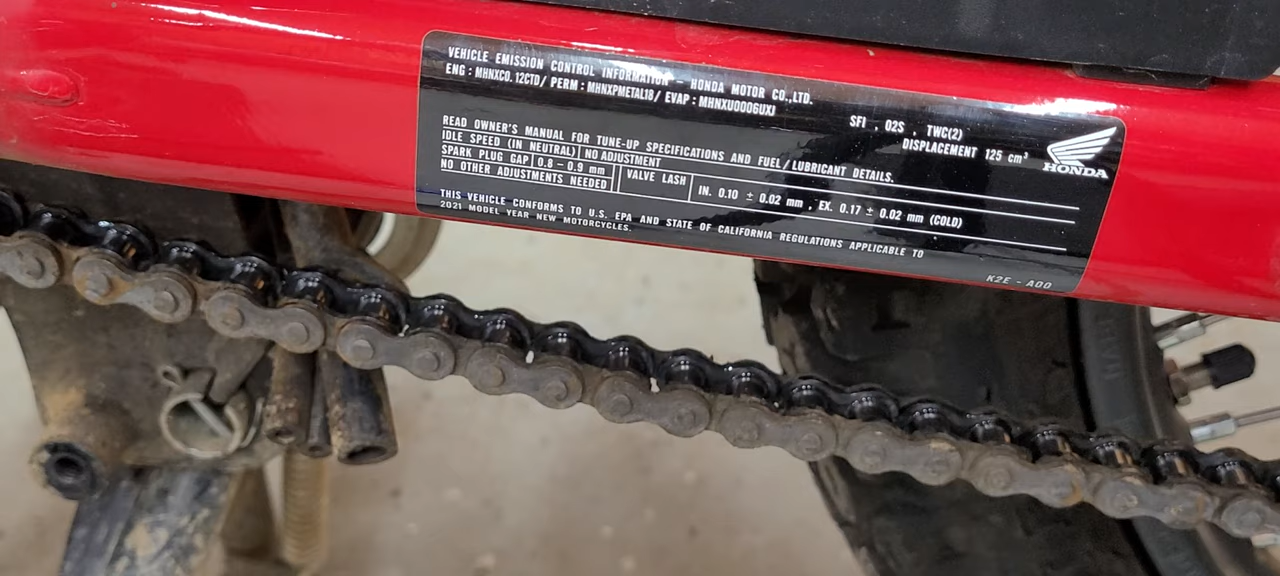 VEHICLE EMISSION CONTROL INFORMATION - HONDA MOTOR CO.,LTD.
ENG : MHNXC0. 12CTD/ PERM : MHNXPMETAL18/ EVAP : MHNXU0006UXJ
SFI , O2S , TWC(2)
DISPLACEMENT 125 cm³
HONDA
READ OWNER'S MANUAL FOR TUNE-UP SPECIFICATIONS AND FUEL/LUBRICANT DETAILS.
IDLE SPEED (IN NEUTRAL) NO ADJUSTMENT
SPARK PLUG GAP 0.8 - 0.9 mm VALVE LASH IN. 0.10 ± 0.02 mm , EX. 0.17 ± 0.02 mm (COLD)
NO OTHER ADJUSTMENTS NEEDED
THIS VEHICLE CONFORMS TO U.S. EPA AND STATE OF CALIFORNIA REGULATIONS APPLICABLE TO
2021 MODEL YEAR NEW MOTORCYCLES.
K2E - A00